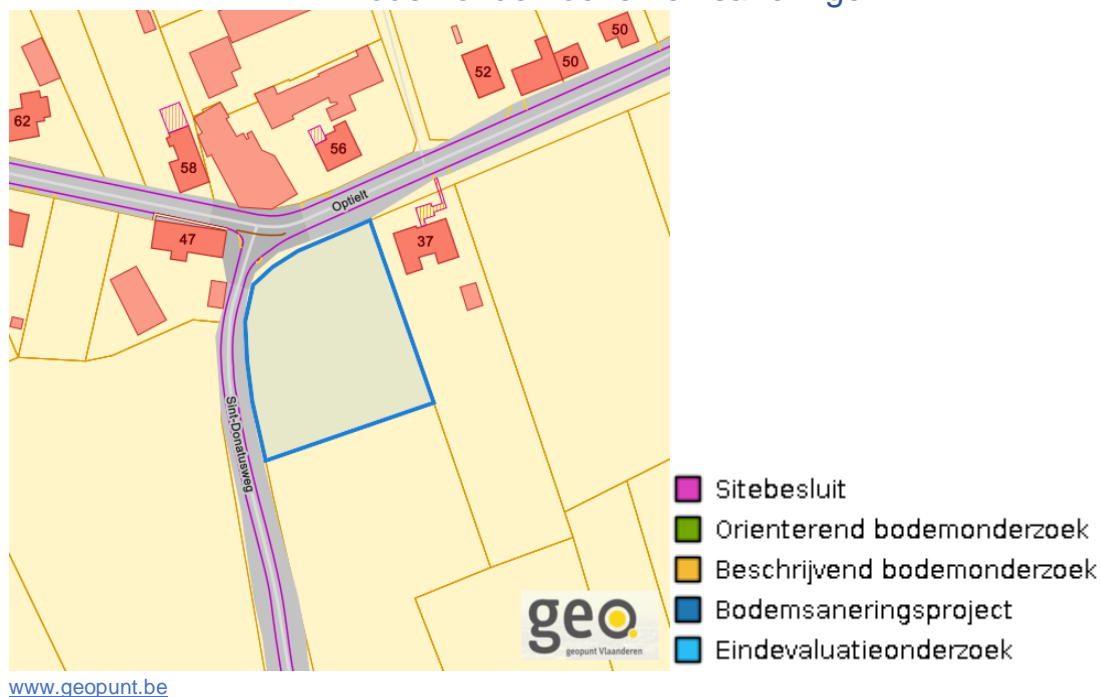 50
52
50
62
58
56
Optielt
47
37
Sint-Donatusweg
Sitebesluit
Orienterend bodemonderzoek
Beschrijvend bodemonderzoek
Bodemsaneringsproject
Eindevaluatieonderzoek
geo
geopunt Vlaanderen
www.geopunt.be